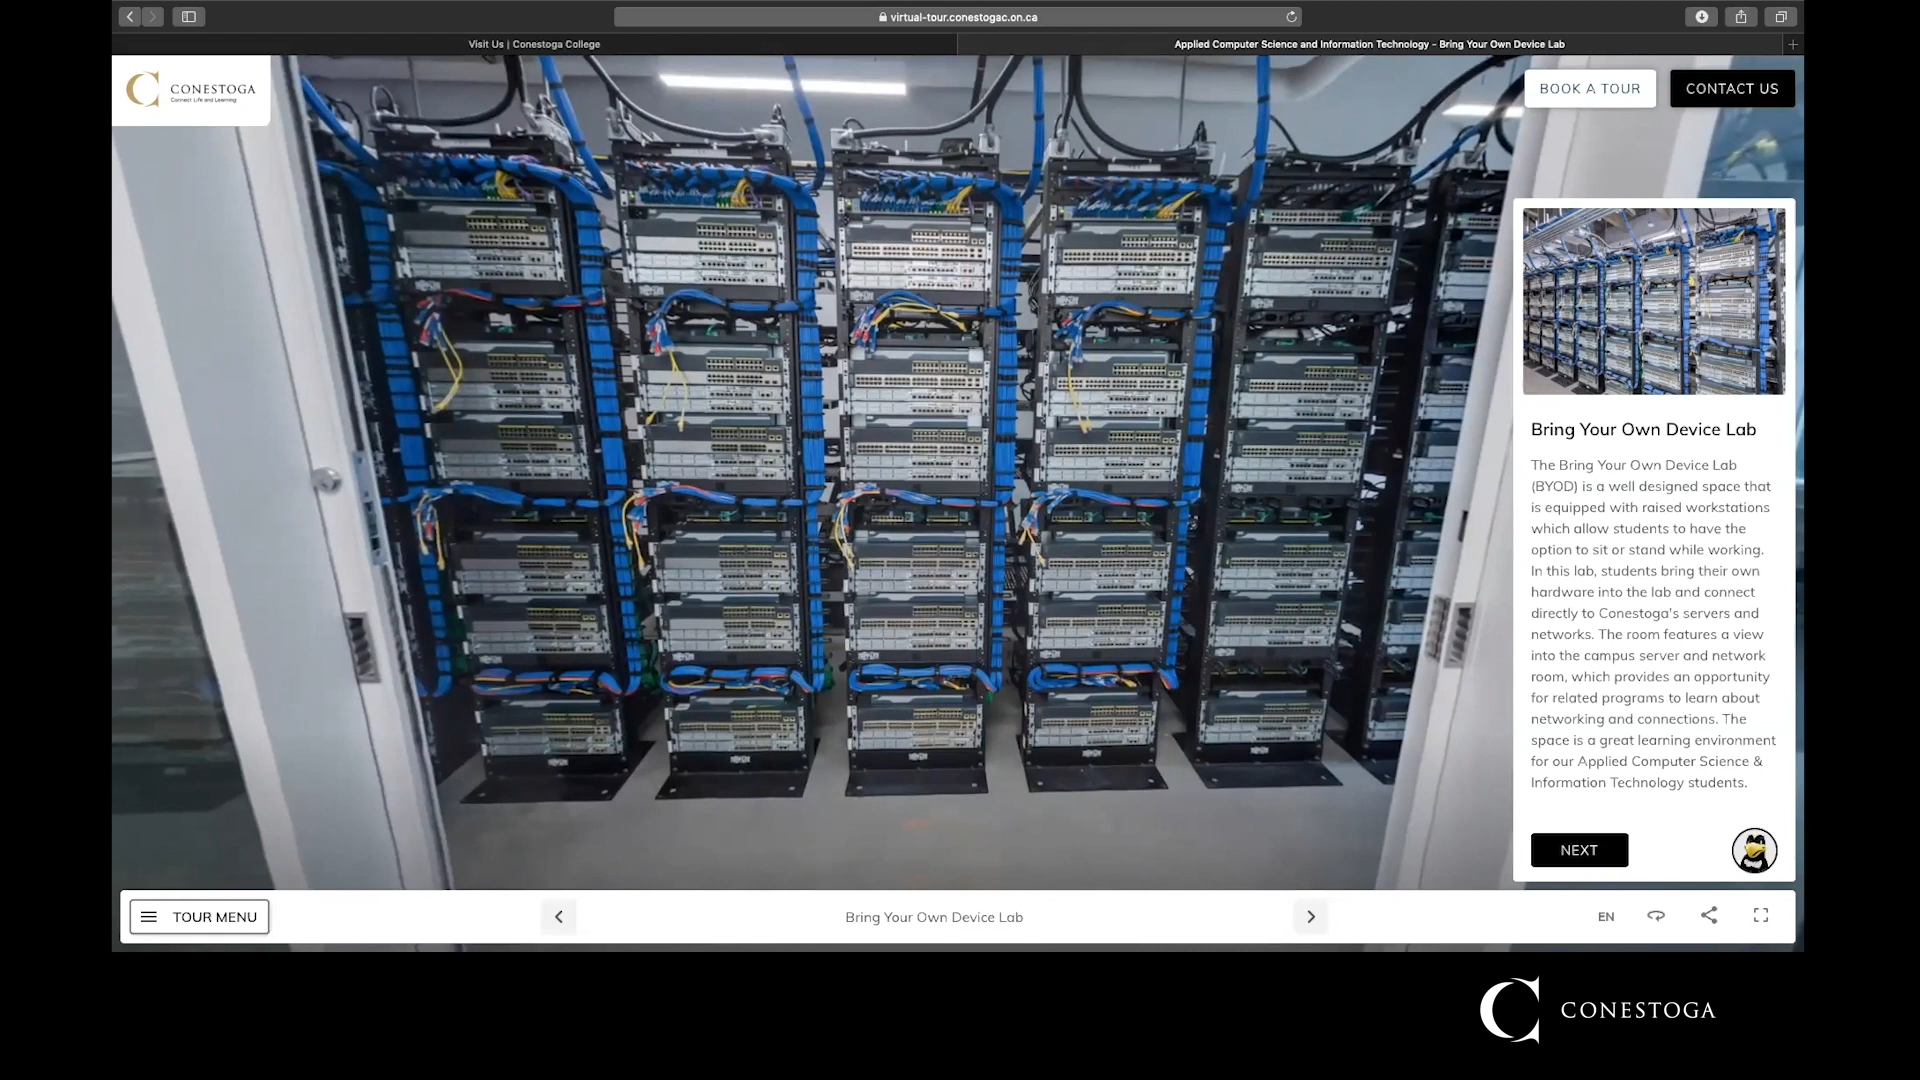 virtual-tour.conestogac.on.ca
Visit Us | Conestoga College
Applied Computer Science and Information Technology - Bring Your Own Device Lab
CONESTOGA
Connect Life and Learning
BOOK A TOUR
CONTACT US
Bring Your Own Device Lab
The Bring Your Own Device Lab
(BYOD) is a well designed space that
is equipped with raised workstations
which allow students to have the
option to sit or stand while working.
In this lab, students bring their own
hardware into the lab and connect
directly to Conestoga's servers and
networks. The room features a view
into the campus server and network
room, which provides an opportunity
for related programs to learn about
networking and connections. The
space is a great learning environment
for our Applied Computer Science &
Information Technology students.
NEXT
TOUR MENU
Bring Your Own Device Lab
EN
CONESTOGA